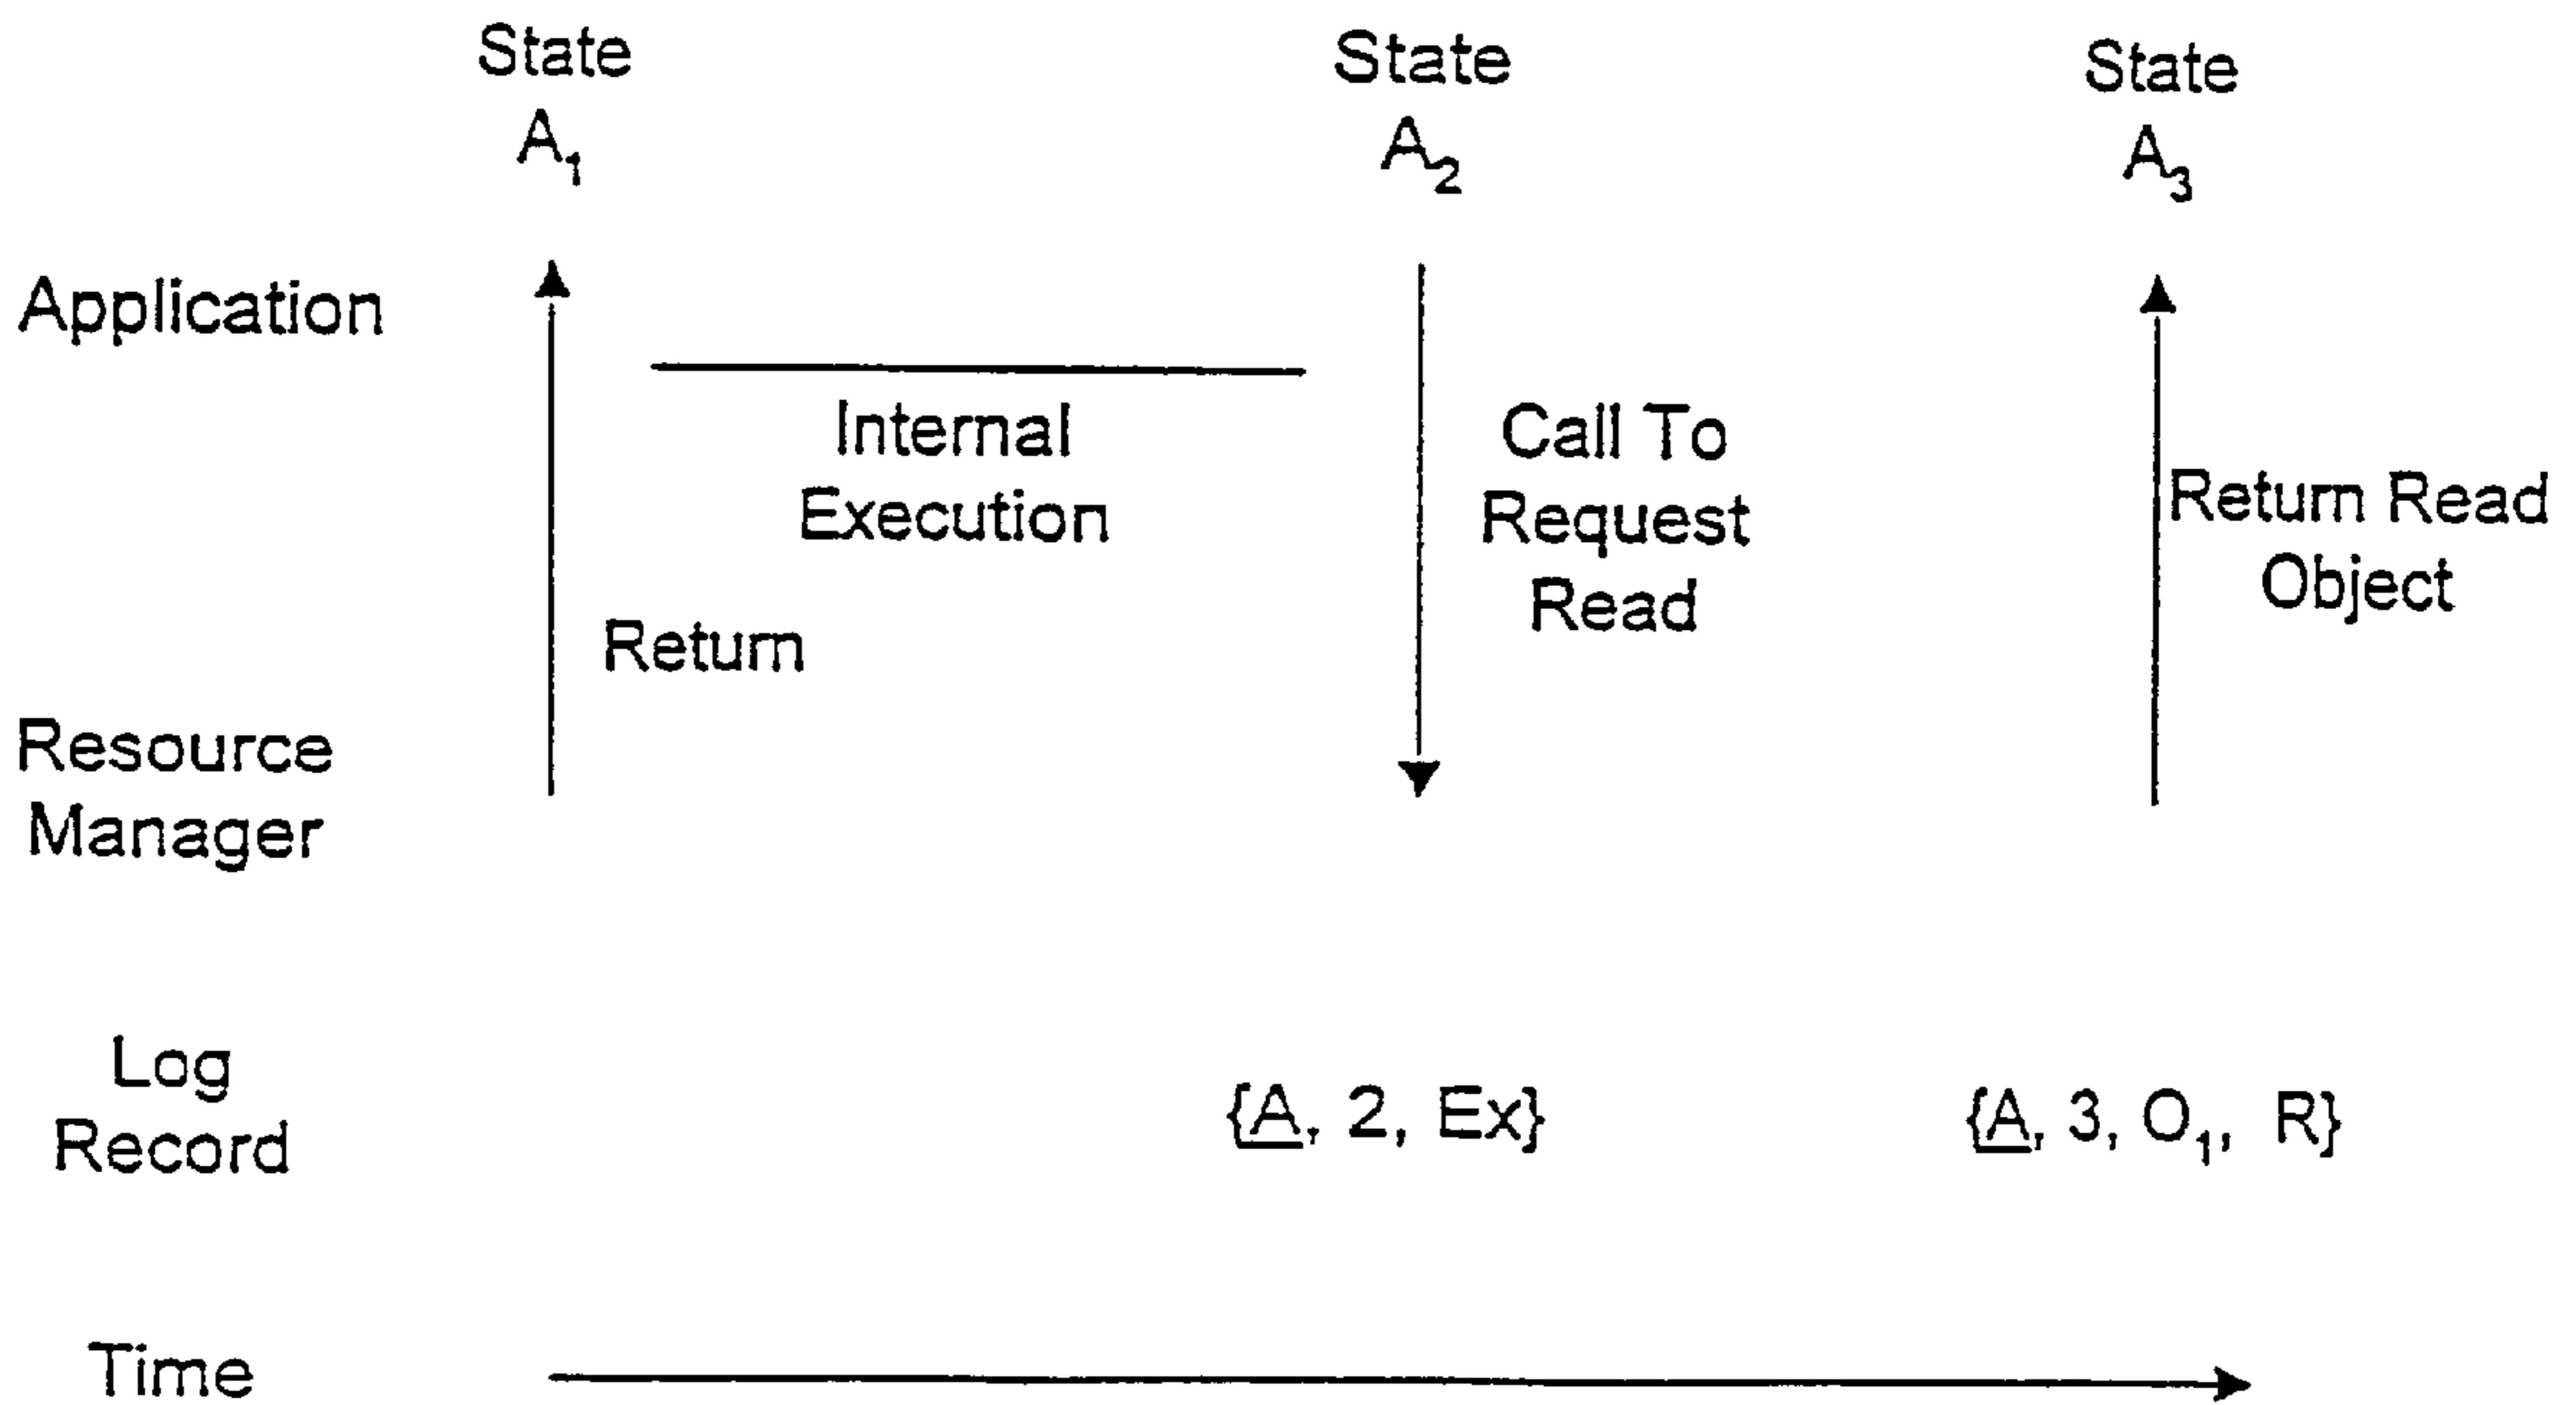 State
A₁
State
A₂
State
A₃
Application
Internal
Execution
Call To
Request
Read
Return Read
Object
Return
Resource
Manager
Log
Record
{A, 2, Ex}
{A, 3, O₁, R}
Time